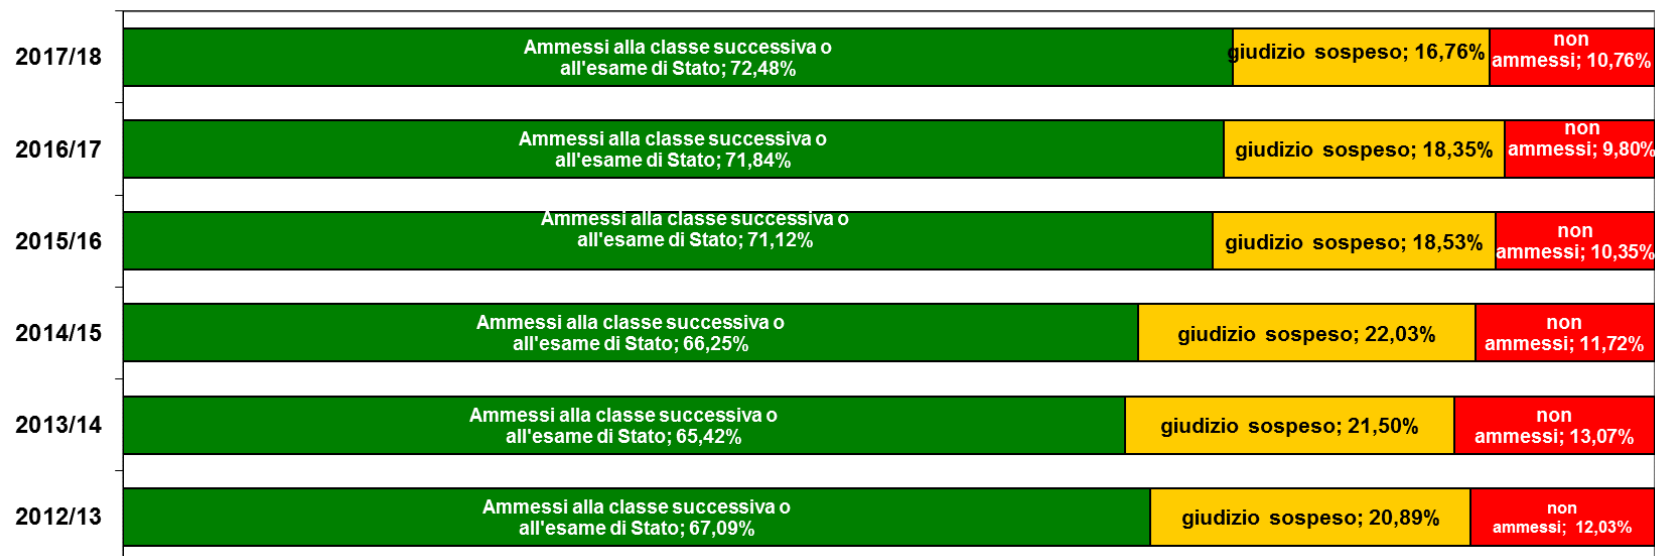 2017/18
Ammessi alla classe successiva o
all'esame di Stato; 72,48%
giudizio sospeso; 16,76%
non
ammessi; 10,76%
2016/17
Ammessi alla classe successiva o
all'esame di Stato; 71,84%
giudizio sospeso; 18,35%
non
ammessi; 9,80%
2015/16
Ammessi alla classe successiva o
all'esame di Stato; 71,12%
giudizio sospeso; 18,53%
non
ammessi; 10,35%
2014/15
Ammessi alla classe successiva o
all'esame di Stato; 66,25%
giudizio sospeso; 22,03%
non
ammessi; 11,72%
2013/14
Ammessi alla classe successiva o
all'esame di Stato; 65,42%
giudizio sospeso; 21,50%
non
ammessi; 13,07%
2012/13
Ammessi alla classe successiva o
all'esame di Stato; 67,09%
giudizio sospeso; 20,89%
non
ammessi; 12,03%